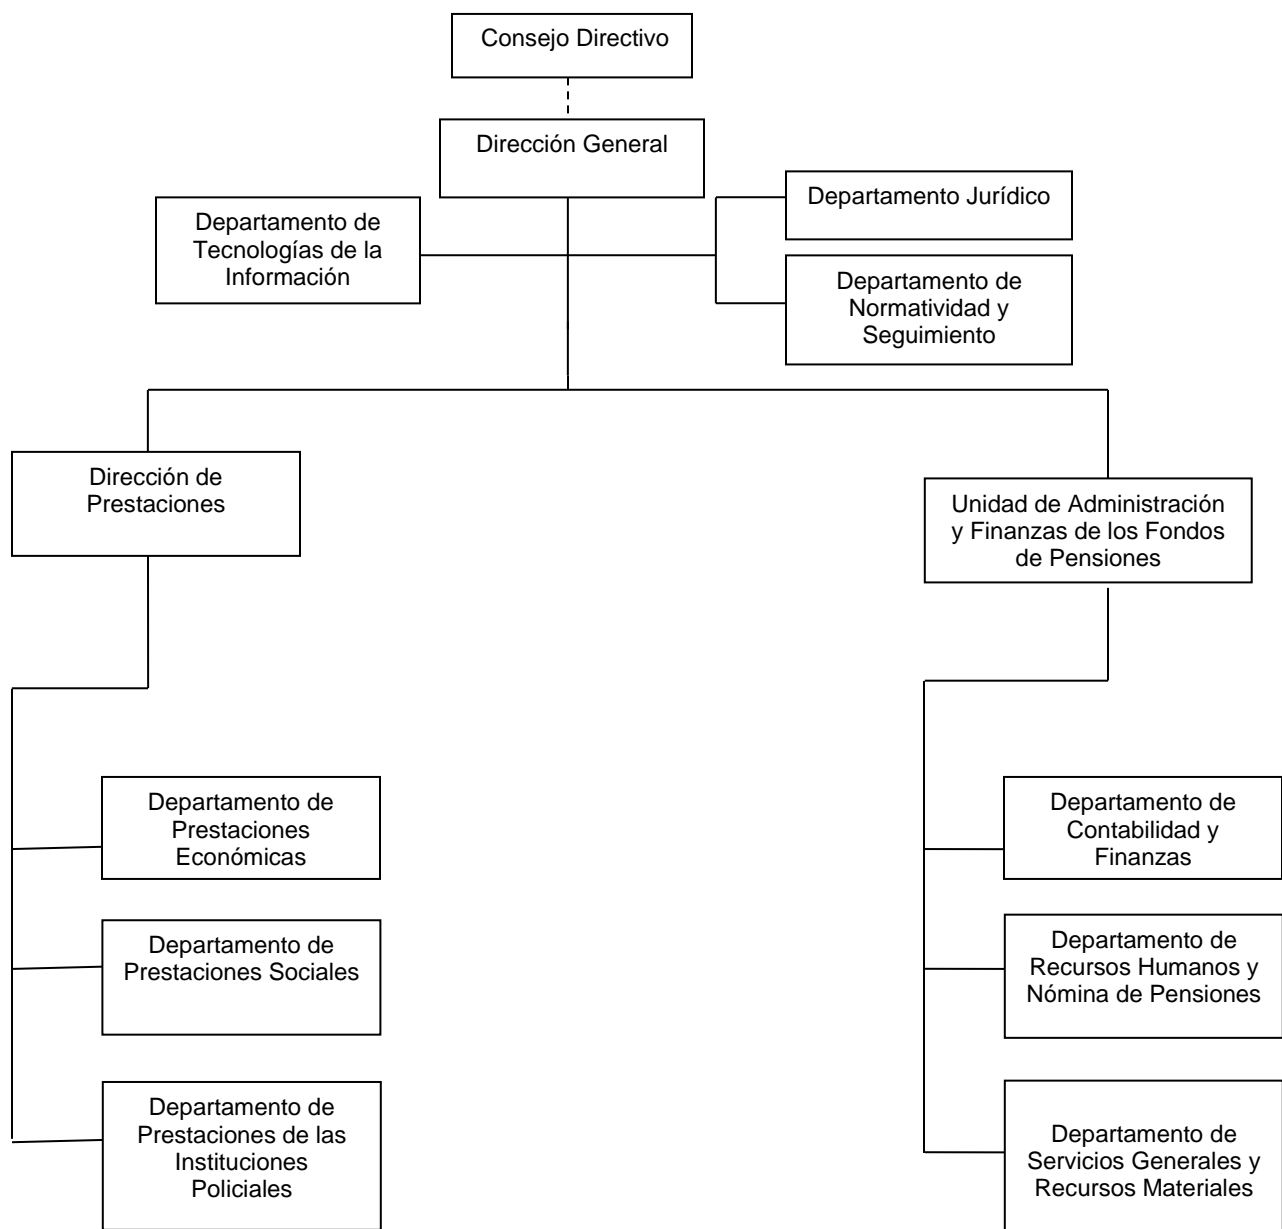 Consejo Directivo
Dirección General
Departamento de
Tecnologías de la
Información
Departamento Jurídico
Departamento de
Normatividad y
Seguimiento
Dirección de
Prestaciones
Unidad de Administración
y Finanzas de los Fondos
de Pensiones
Departamento de
Prestaciones
Económicas
Departamento de
Prestaciones Sociales
Departamento de
Prestaciones de las
Instituciones
Policiales
Departamento de
Contabilidad y
Finanzas
Departamento de
Recursos Humanos y
Nómina de Pensiones
Departamento de
Servicios Generales y
Recursos Materiales